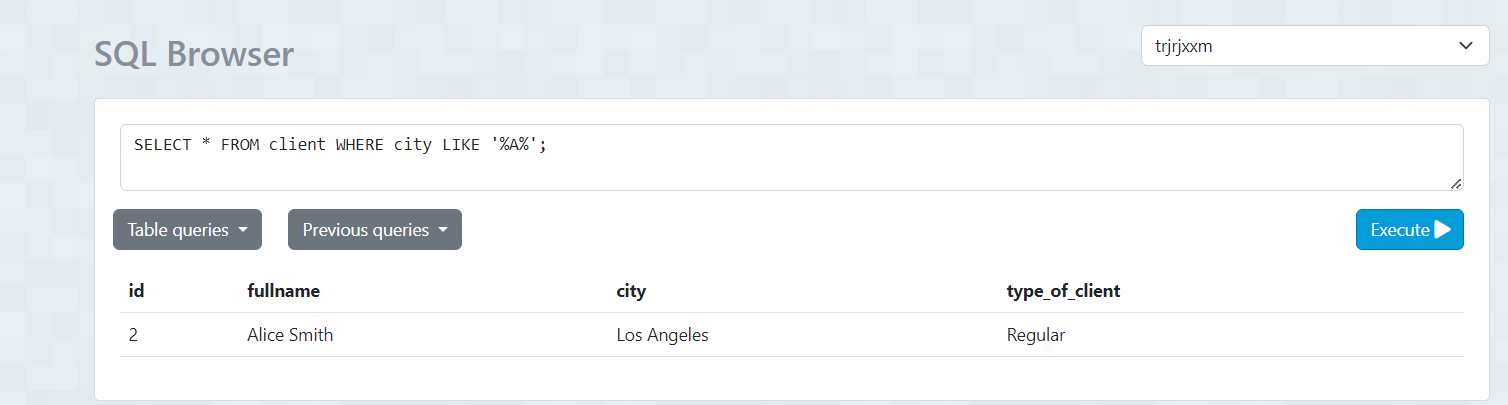 SQL Browser
trjrjxxm
SELECT * FROM client WHERE city LIKE '%A%';
Table queries
Previous queries
Execute
id fullname city type_of_client
2 Alice Smith Los Angeles Regular